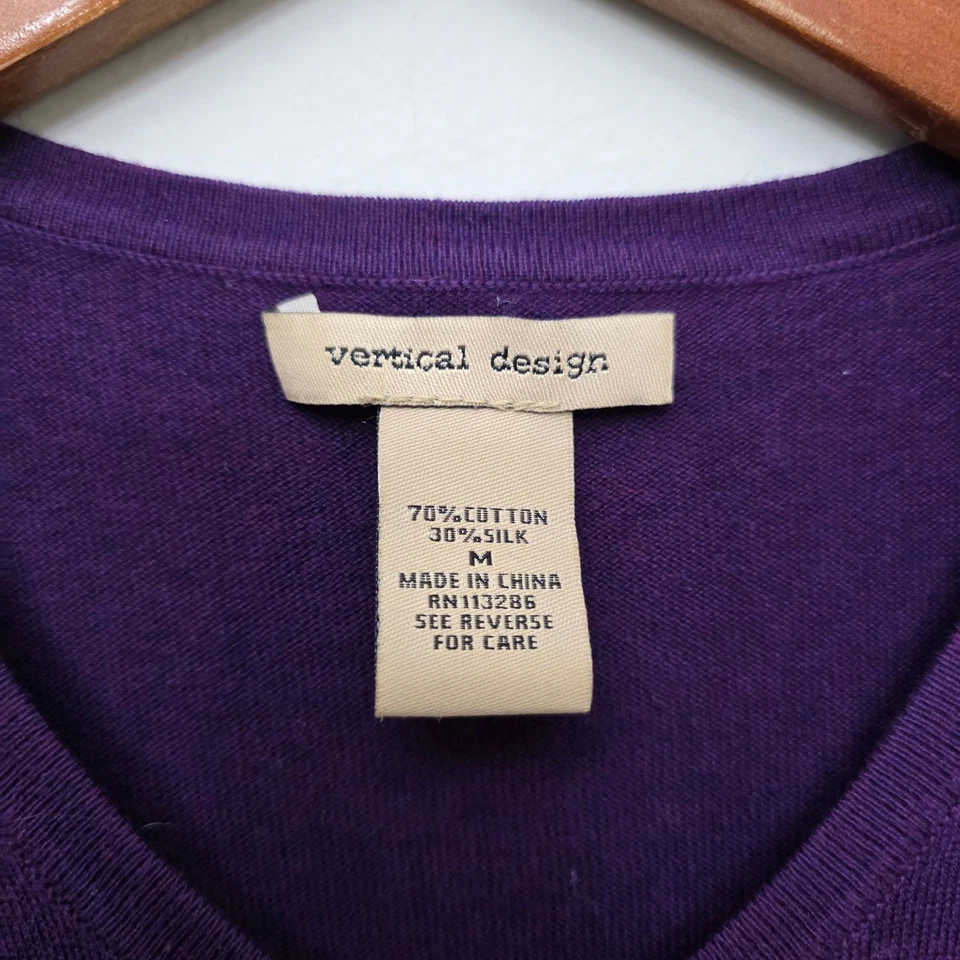 vertical design
70%COTTON
30%SILK
M
MADE IN CHINA
RN113286
SEE REVERSE
FOR CARE